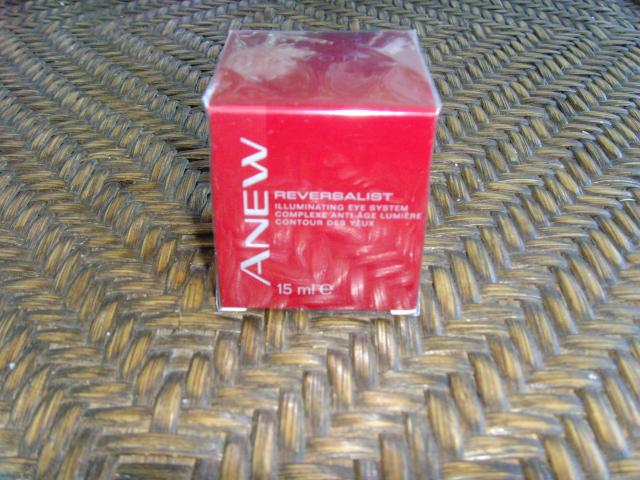 ANEW
REVERSALIST
ILLUMINATING EYE SYSTEM
COMPLEXE ANTI-ÂGE LUMIÈRE
CONTOUR DES YEUX
15 ml e